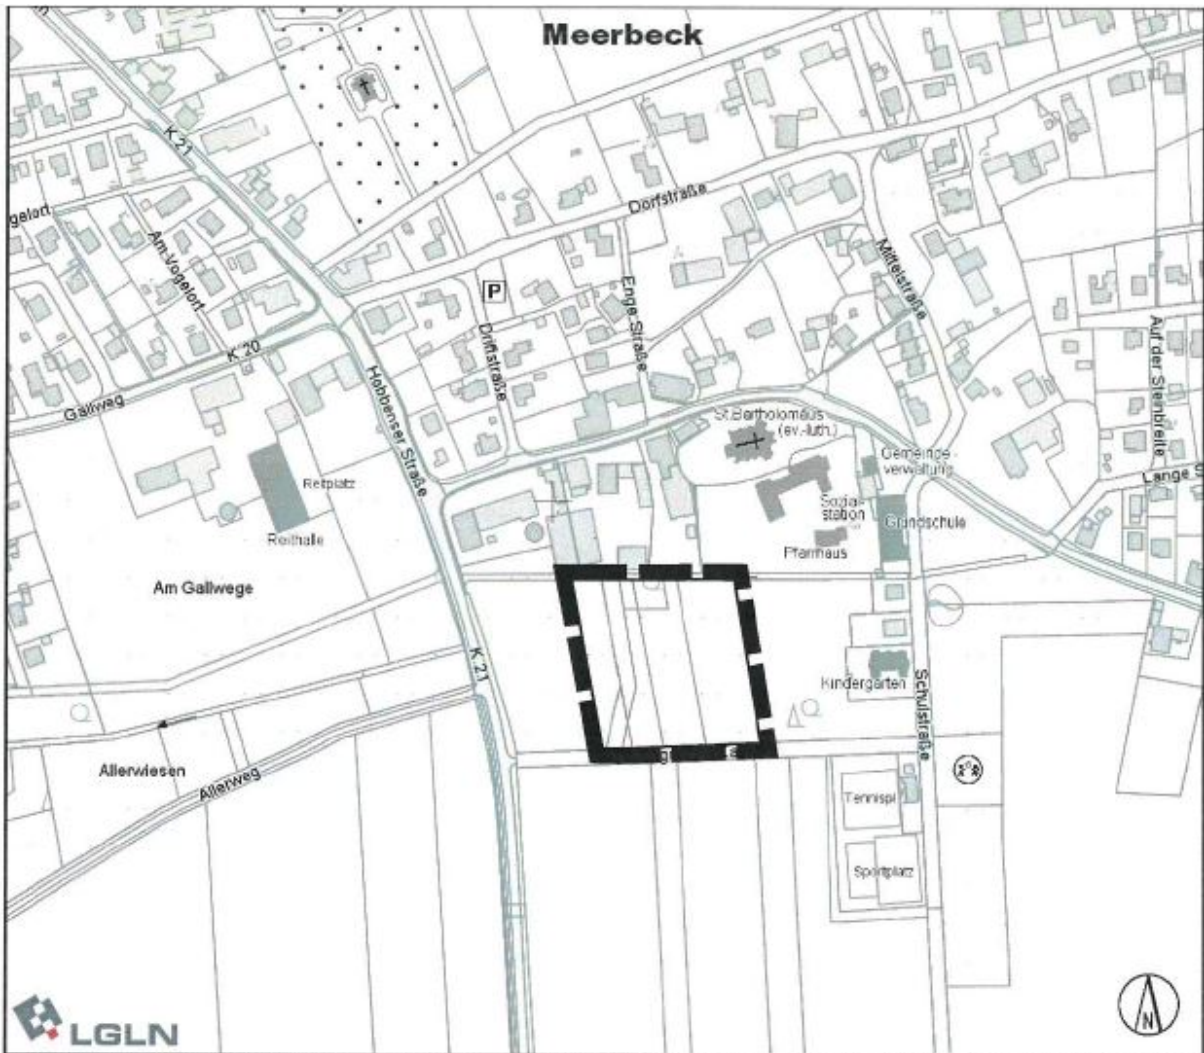 Meerbeck
K 21
gelort
Am Vogelort
Dorfstraße
P
Enge Straße
Mittelstraße
Driftstraße
K 20
Gallweg
Hobbenser Straße
Auf der Steinbreite
St.Bartholomäus
(ev.-luth.)
Gemeinde-
verwaltung
Lange S
Reitplatz
Sozial-
station
Grundschule
Reithalle
Pfarrhaus
Am Gallwege
K 21
Kindergarten
Schulstraße
Allerwiesen
Allerweg
Tennispl
Sportplatz
N
LGLN